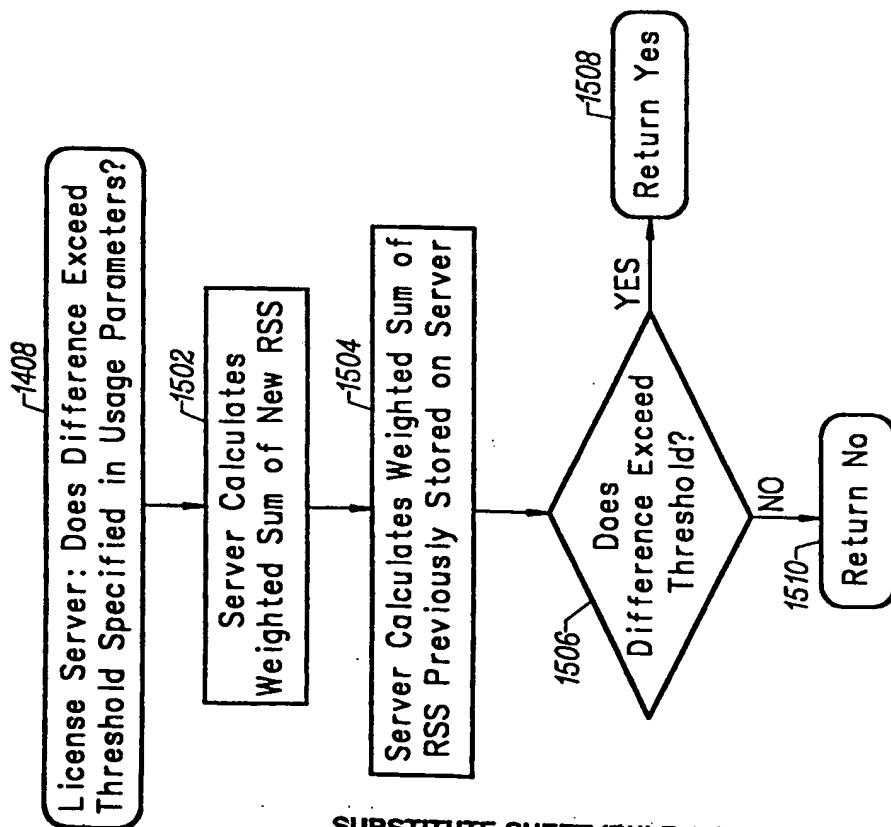 1408
License Server: Does Difference Exceed
Threshold Specified in Usage Parameters?
1502
Server Calculates
Weighted Sum of New RSS
1504
Server Calculates Weighted Sum of
RSS Previously Stored on Server
1506
Does
Difference Exceed
Threshold?
YES
1508
Return Yes
NO
1510
Return No
SUBSTITUTE SHEET